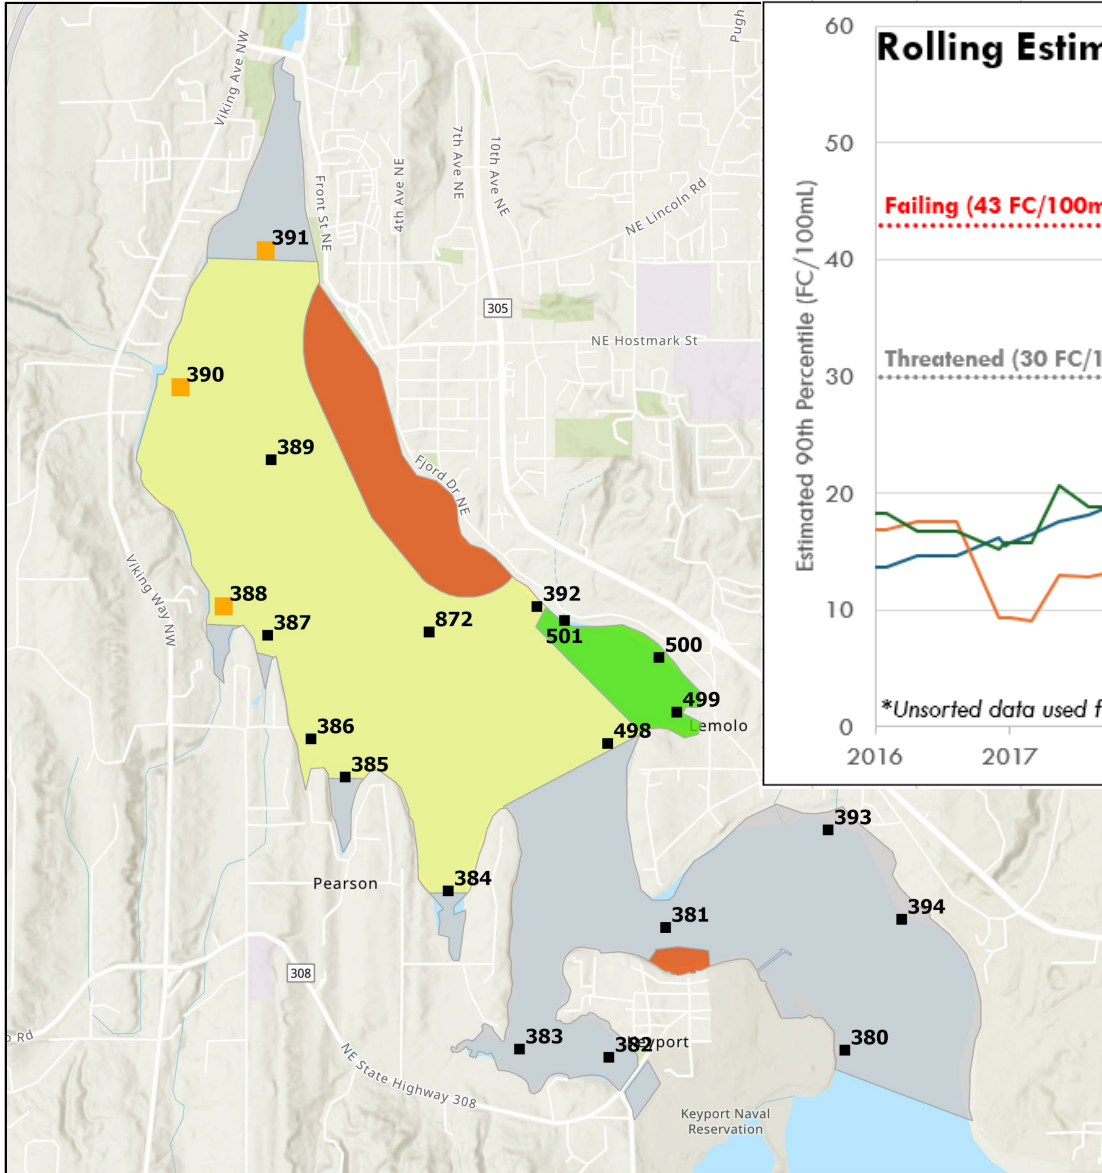 Pugh
Viking Ave NW
Front St NE
4th Ave NE
7th Ave NE
10th Ave NE
NE Lincoln Rd
391
305
NE Hostmark St
390
389
Fjord Dr NE
Viking Way NW
388
387
872
392
501
500
499
Lemolo
498
386
385
Pearson
384
393
394
381
308
383
382
Keyport
380
Rd
NE State Highway 308
Keyport Naval
Reservation
Rolling Estim
Estimated 90th Percentile (FC/100mL)
60
50
Failing (43 FC/100m
40
Threatened (30 FC/1
30
20
10
*Unsorted data used f
0
2016
2017